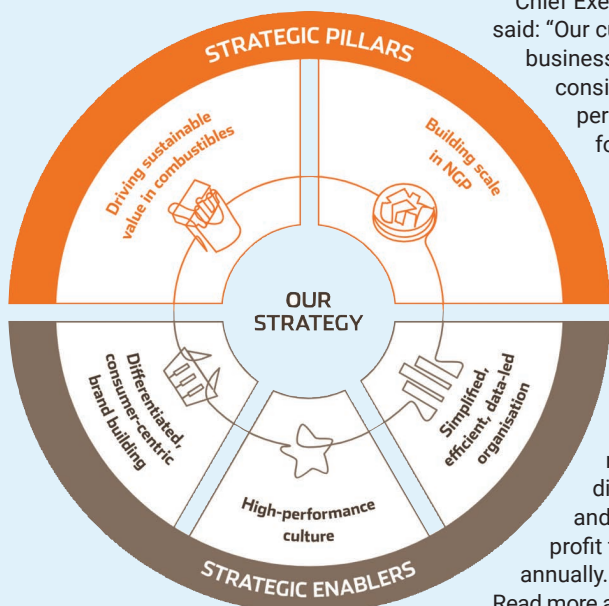 Chief Exe
said: “Our cu
business
consi
per
fo
STRATEGIC PILLARS
Driving sustainable
value in combustibles
Building scale
in NGP
OUR
STRATEGY
Differentiated,
consumer-centric
brand building
High-performance
culture
Simplified,
efficient, data-led
organisation
STRATEGIC ENABLERS
di
and
profit
annually.
Read more a